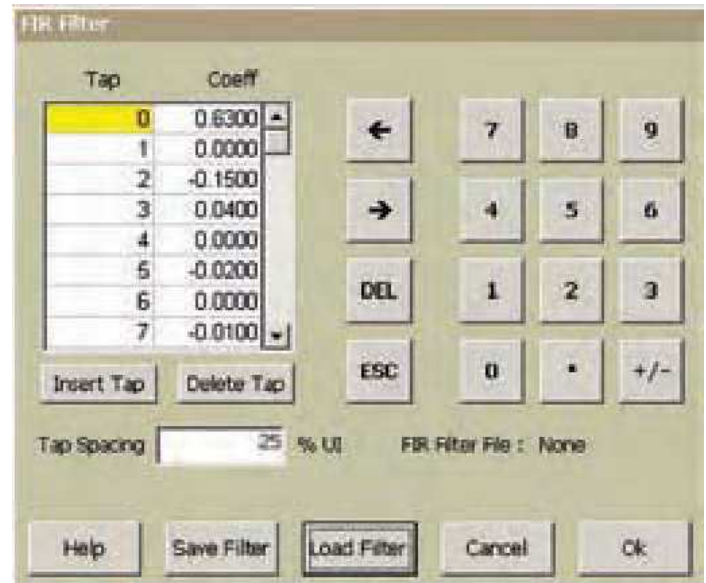 FIR Filter
Tap Coeff
0 0.6300
1 0.0000
2 -0.1500
3 0.0400
4 0.0000
5 -0.0200
6 0.0000
7 -0.0100
← 7 8 9
→ 4 5 6
DEL 1 2 3
ESC 0 • +/-
Insert Tap Delete Tap
Tap Spacing 25 % UI FIR Filter File : None
Help Save Filter Load Filter Cancel Ok